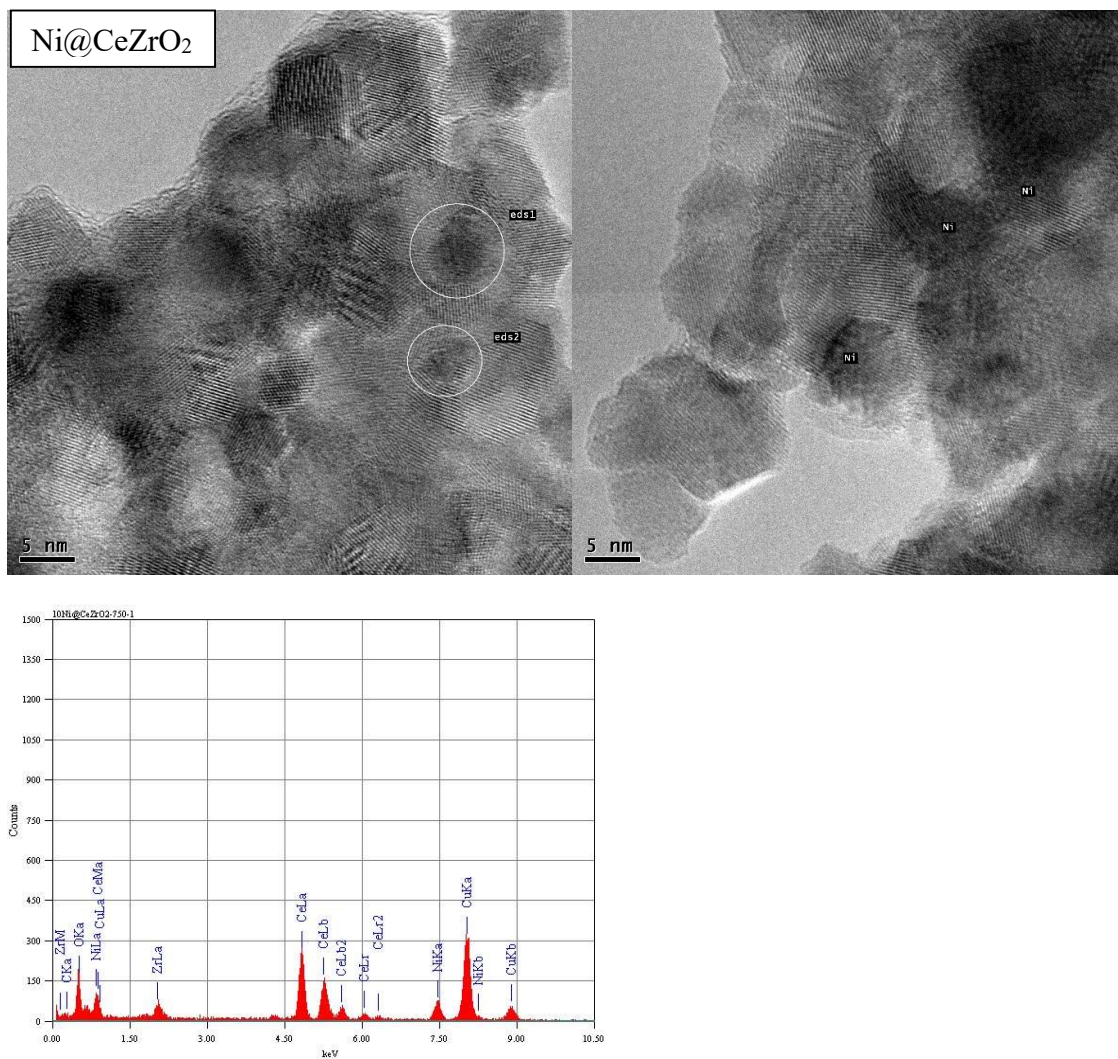 Ni@CeZrO₂
eds1
eds2
5 nm
Ni
Ni
Ni
5 nm
10Ni@CeZrO2-750-1
1500
1350
1200
1050
900
750
600
450
300
150
0
Counts
ZrM
CKa
OKa
NiLa
CuLa
CeMa
ZrLa
CeLa
CeLb
CeLb2
CeLr
CeLr2
NiKa
CuKa
NiKb
CuKb
0.00 1.50 3.00 4.50 6.00 7.50 9.00 10.50
keV